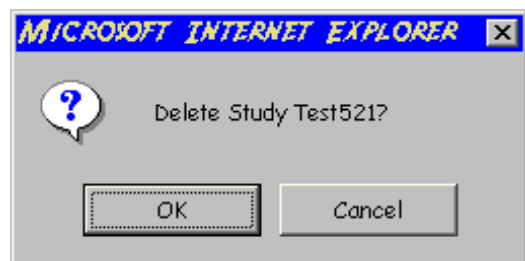 MICROSOFT INTERNET EXPLORER
Delete Study Test521?
OK Cancel